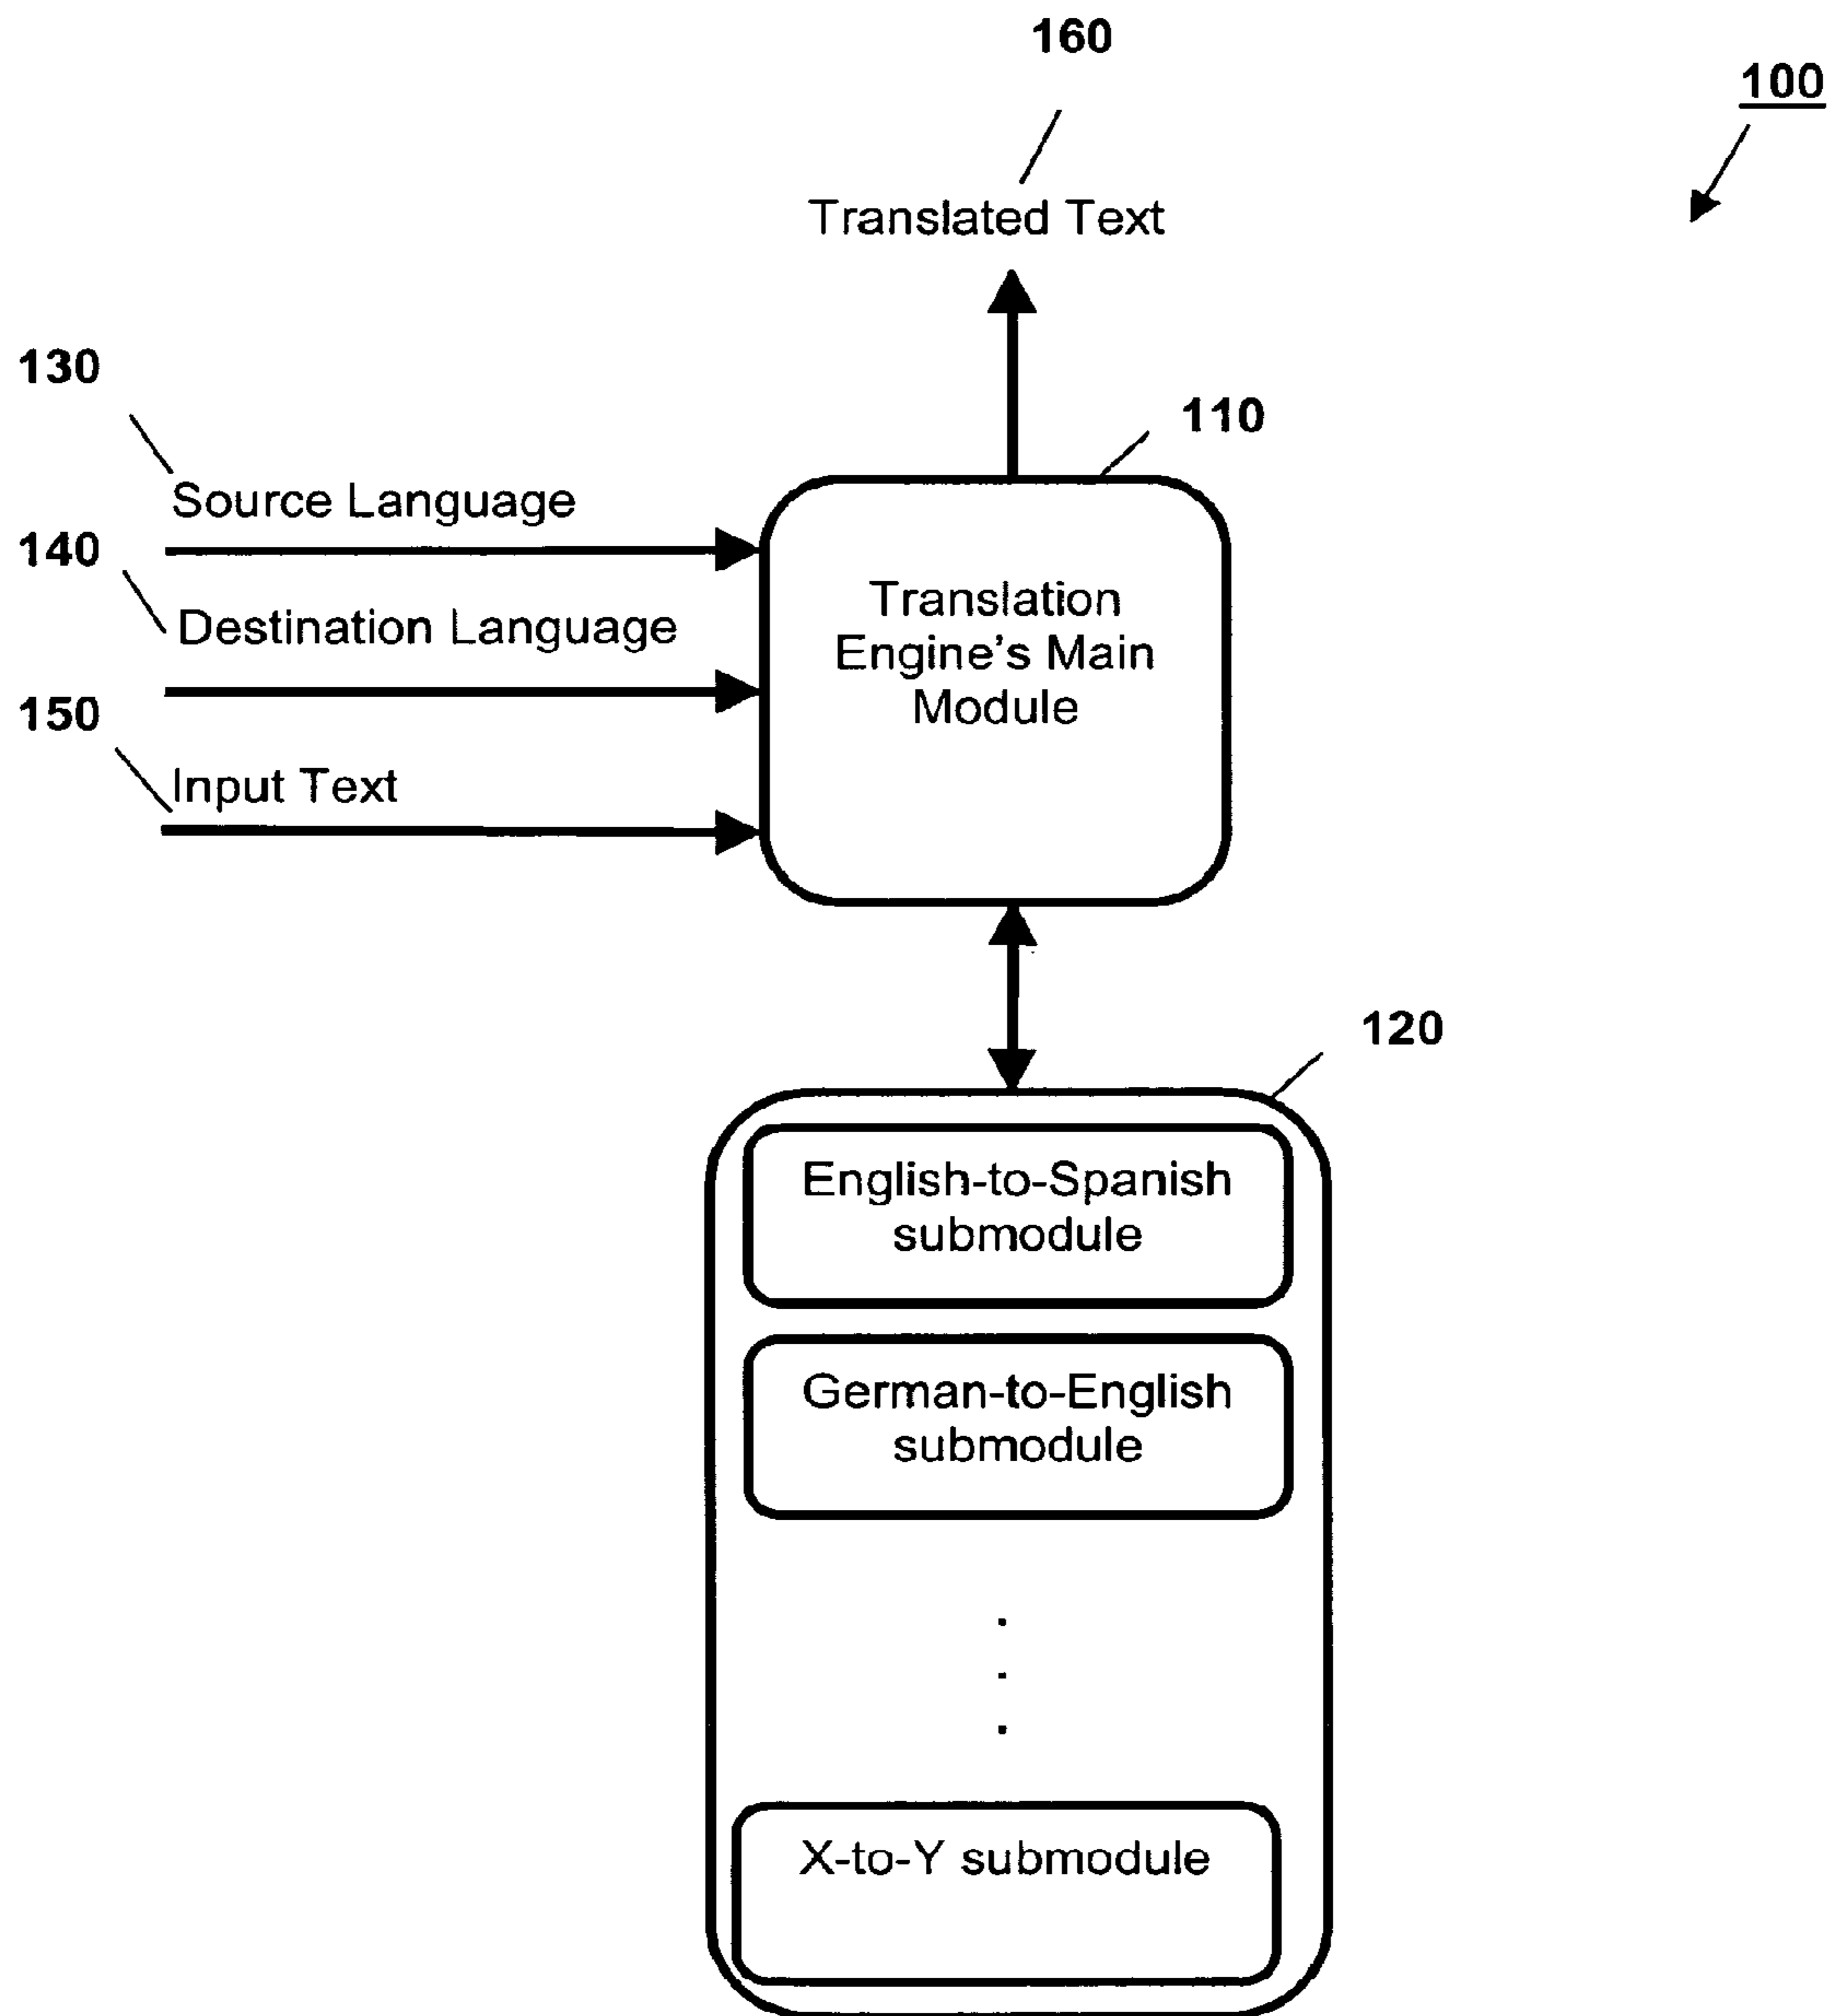 160
100
Translated Text
130
110
Source Language
140
Translation
Engine's Main
Module
Destination Language
150
Input Text
120
English-to-Spanish
submodule
German-to-English
submodule
.
.
.
X-to-Y submodule